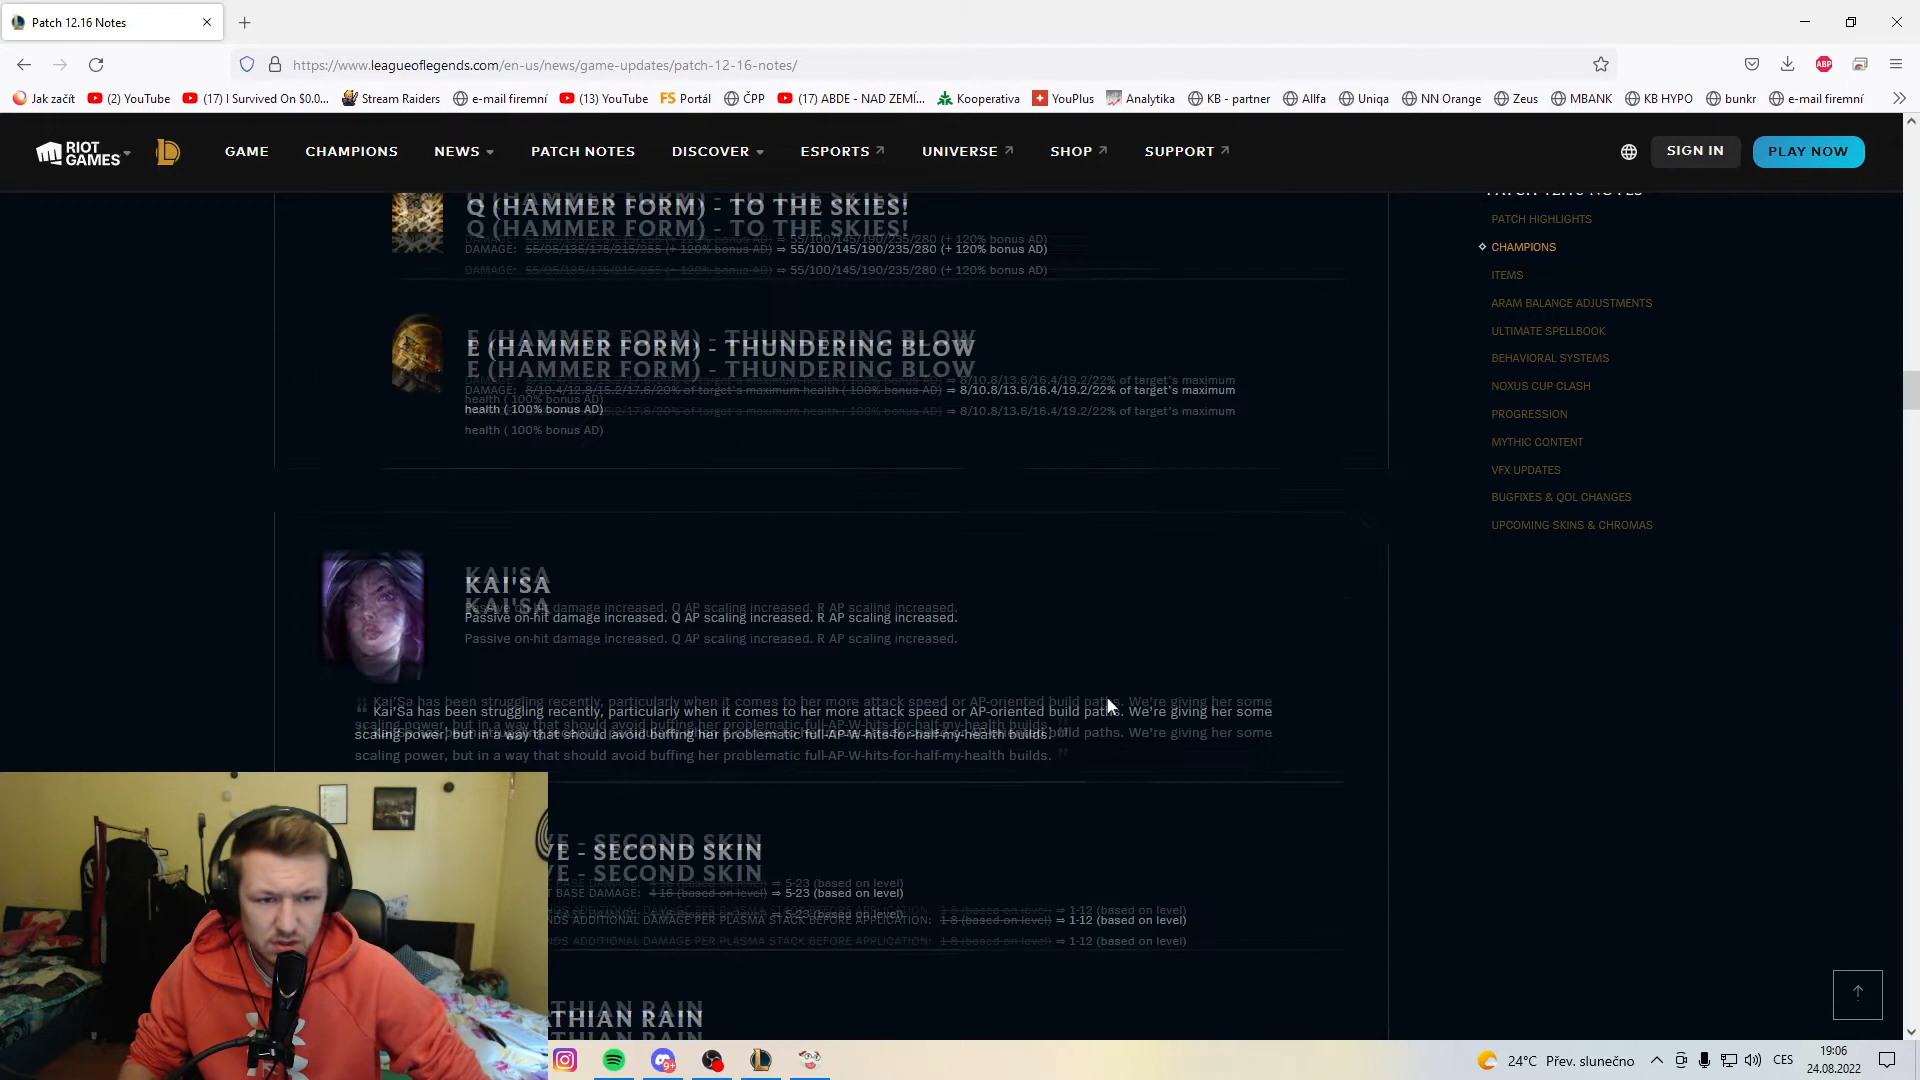 Patch 12.16 Notes
https://www.leagueoflegends.com/en-us/news/game-updates/patch-12-16-notes/
ABP
Jak začít
(2) YouTube
(17) I Survived On $0.0...
Stream Raiders
e-mail firemní
(13) YouTube
FS Portál
ČPP
(17) ABDE - NAD ZEMÍ...
Kooperativa
YouPlus
Analytika
KB - partner
Allfa
Uniqa
NN Orange
Zeus
MBANK
KB HYPO
bunkr
e-mail firemní
RIOT GAMES
GAME
CHAMPIONS
NEWS
PATCH NOTES
DISCOVER
ESPORTS
UNIVERSE
SHOP
SUPPORT
SIGN IN
PLAY NOW
Q (HAMMER FORM) - TO THE SKIES!
DAMAGE: ⇒ 55/100/145/190/235/280 (+ 120% bonus AD)
E (HAMMER FORM) - THUNDERING BLOW
DAMAGE: 8/10.4/12.8/15.2/17.6/20% of target's maximum health ( 100% bonus AD) ⇒ 8/10.8/13.6/16.4/19.2/22% of target's maximum
health ( 100% bonus AD)
KAI'SA
Passive on-hit damage increased. Q AP scaling increased. R AP scaling increased.
Kai'Sa has been struggling recently, particularly when it comes to her more attack speed or AP-oriented build paths. We're giving her some
scaling power, but in a way that should avoid buffing her problematic full-AP-W-hits-for-half-my-health builds.
VE - SECOND SKIN
BASE DAMAGE: 4-16 (based on level) ⇒ 5-23 (based on level)
NDS ADDITIONAL DAMAGE PER PLASMA STACK BEFORE APPLICATION: 1-8 (based on level) ⇒ 1-12 (based on level)
ATHIAN RAIN
PATCH 12.16 NOTES
PATCH HIGHLIGHTS
CHAMPIONS
ITEMS
ARAM BALANCE ADJUSTMENTS
ULTIMATE SPELLBOOK
BEHAVIORAL SYSTEMS
NOXUS CUP CLASH
PROGRESSION
MYTHIC CONTENT
VFX UPDATES
BUGFIXES & QOL CHANGES
UPCOMING SKINS & CHROMAS
9+
24°C Přev. slunečno
CES
19:06
24.08.2022